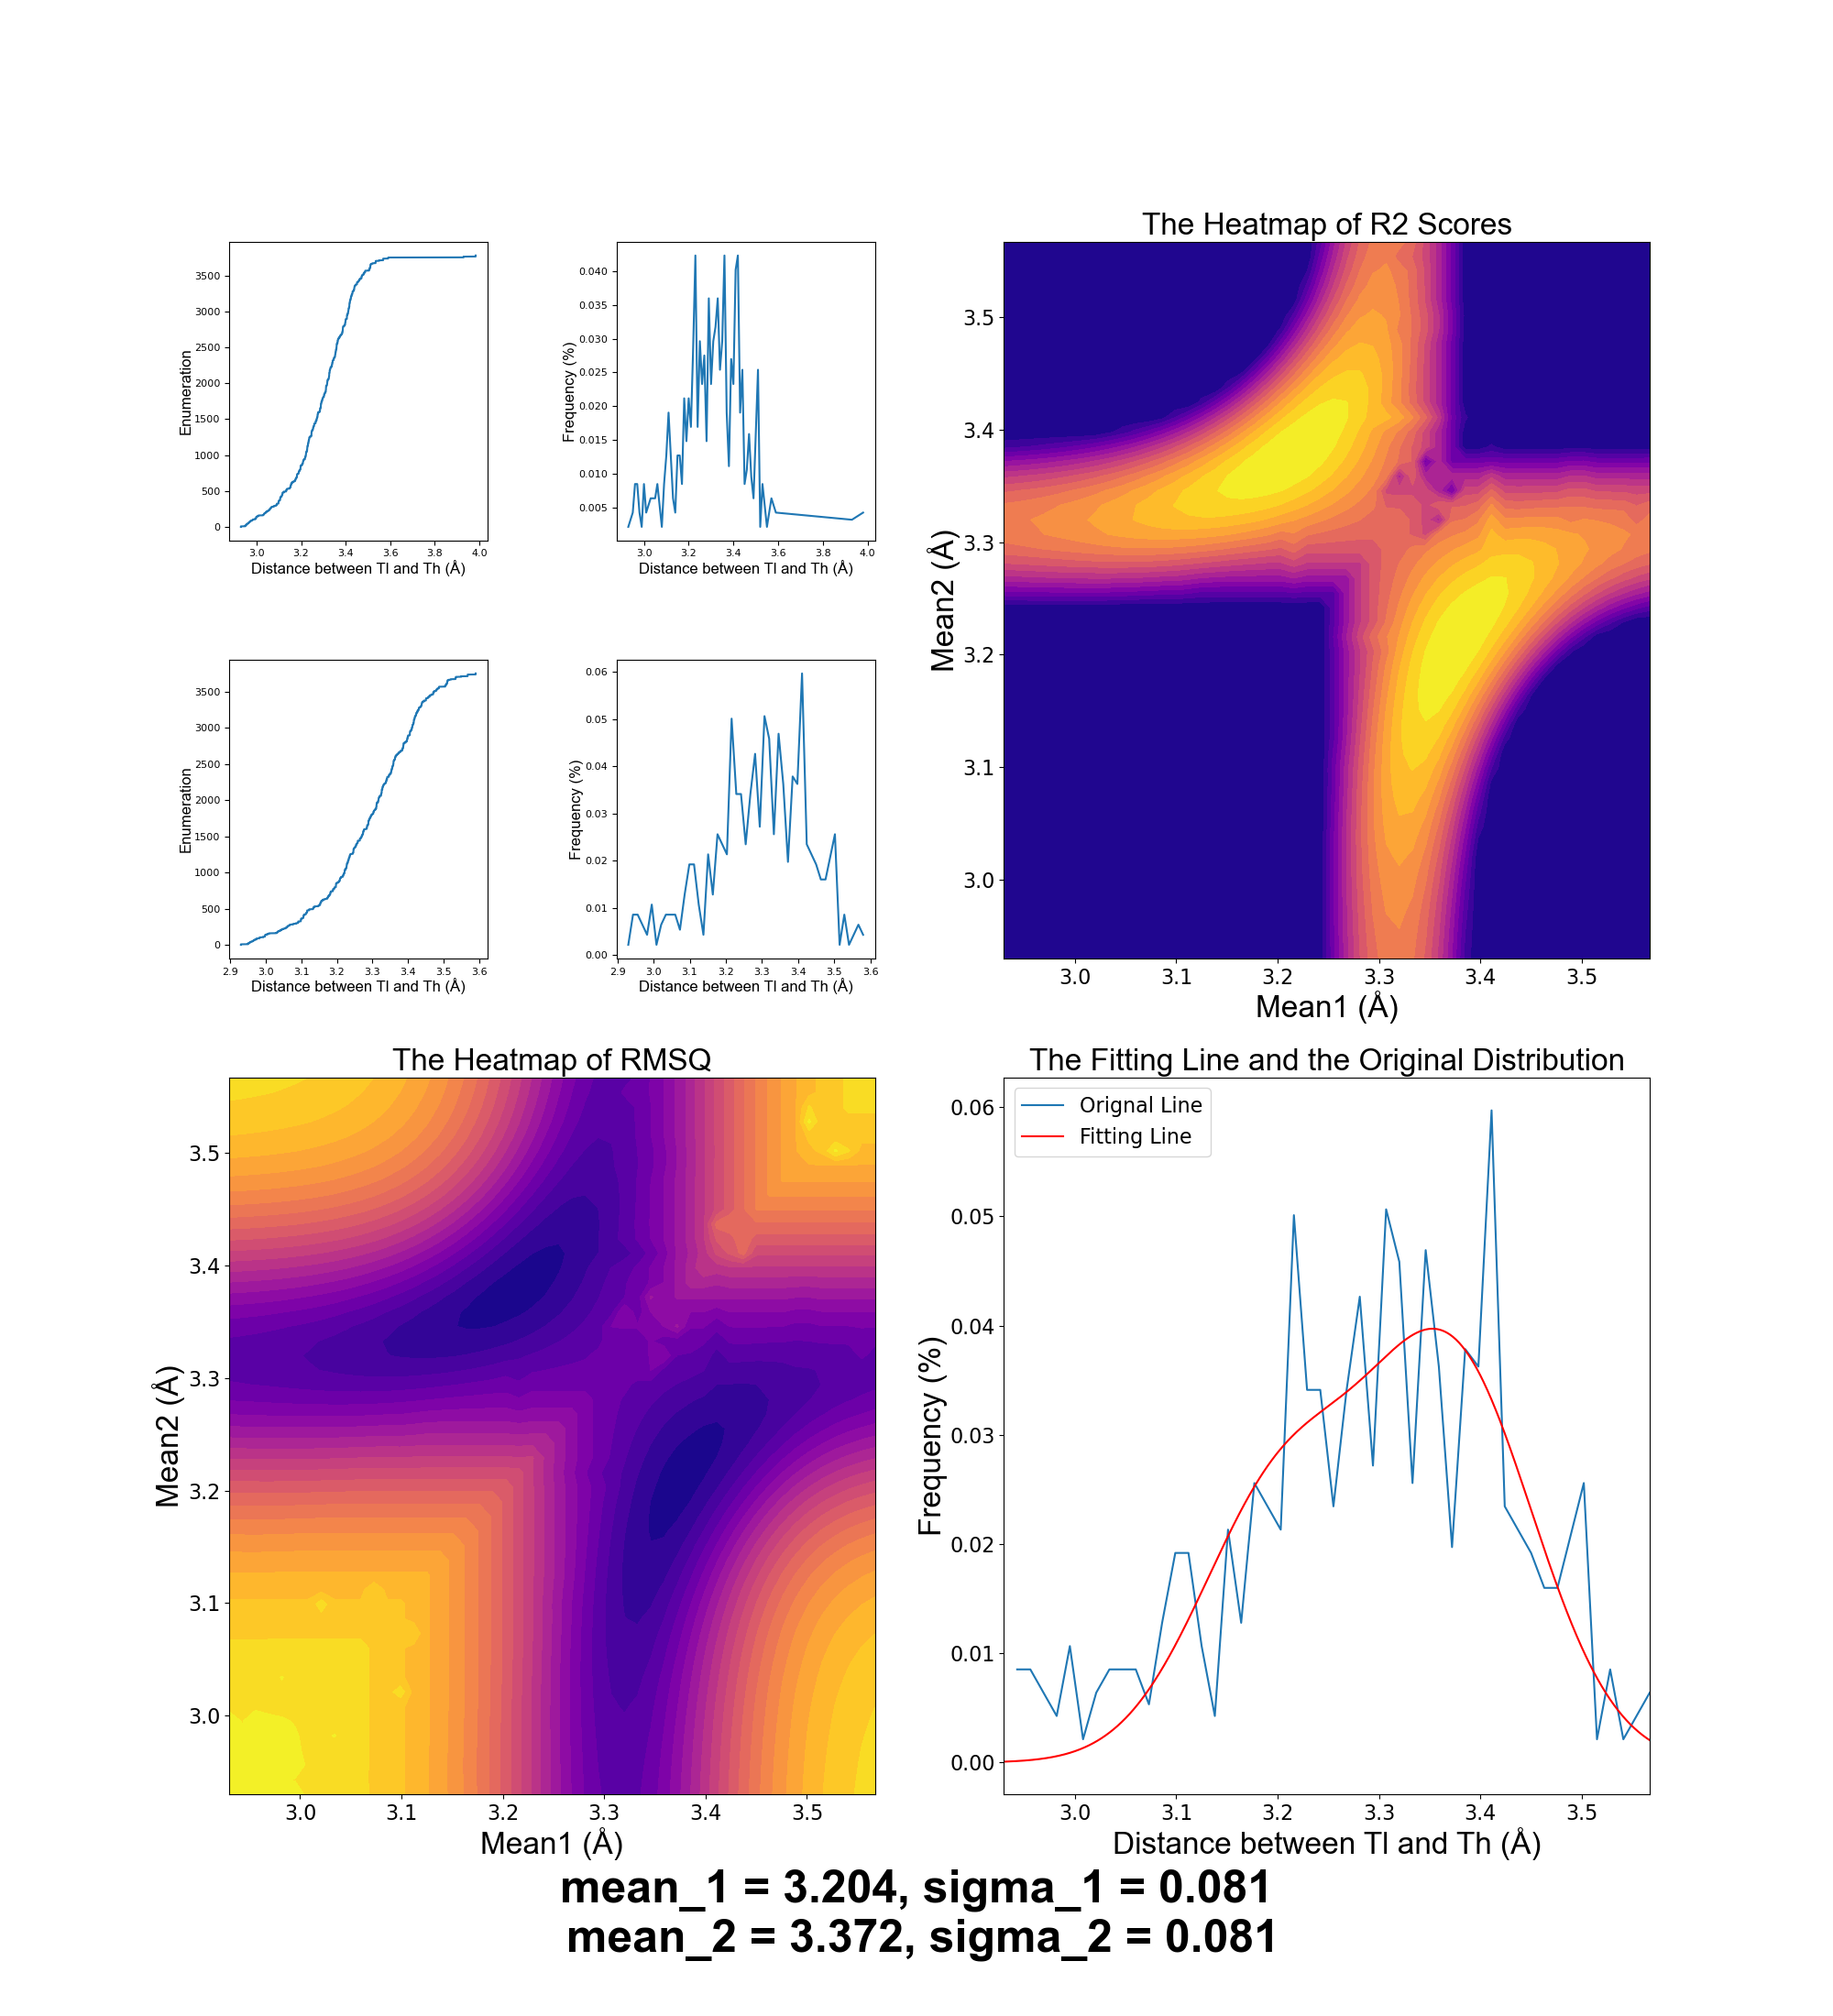 The Heatmap of R2 Scores
3500
3000
2500
2000
1500
1000
500
0
Enumeration
3.0 3.2 3.4 3.6 3.8 4.0
Distance between Tl and Th (Å)
0.040
0.035
0.030
0.025
0.020
0.015
0.010
0.005
Frequency (%)
3.0 3.2 3.4 3.6 3.8 4.0
Distance between Tl and Th (Å)
3.5
3.4
3.3
3.2
3.1
3.0
Mean2 (Å)
3.0 3.1 3.2 3.3 3.4 3.5
Mean1 (Å)
3500
3000
2500
2000
1500
1000
500
0
Enumeration
2.9 3.0 3.1 3.2 3.3 3.4 3.5 3.6
Distance between Tl and Th (Å)
0.06
0.05
0.04
0.03
0.02
0.01
0.00
Frequency (%)
2.9 3.0 3.1 3.2 3.3 3.4 3.5 3.6
Distance between Tl and Th (Å)
The Heatmap of RMSQ
3.5
3.4
3.3
3.2
3.1
3.0
Mean2 (Å)
3.0 3.1 3.2 3.3 3.4 3.5
Mean1 (Å)
The Fitting Line and the Original Distribution
Orignal Line
Fitting Line
0.06
0.05
0.04
0.03
0.02
0.01
0.00
Frequency (%)
3.0 3.1 3.2 3.3 3.4 3.5
Distance between Tl and Th (Å)
mean_1 = 3.204, sigma_1 = 0.081
mean_2 = 3.372, sigma_2 = 0.081